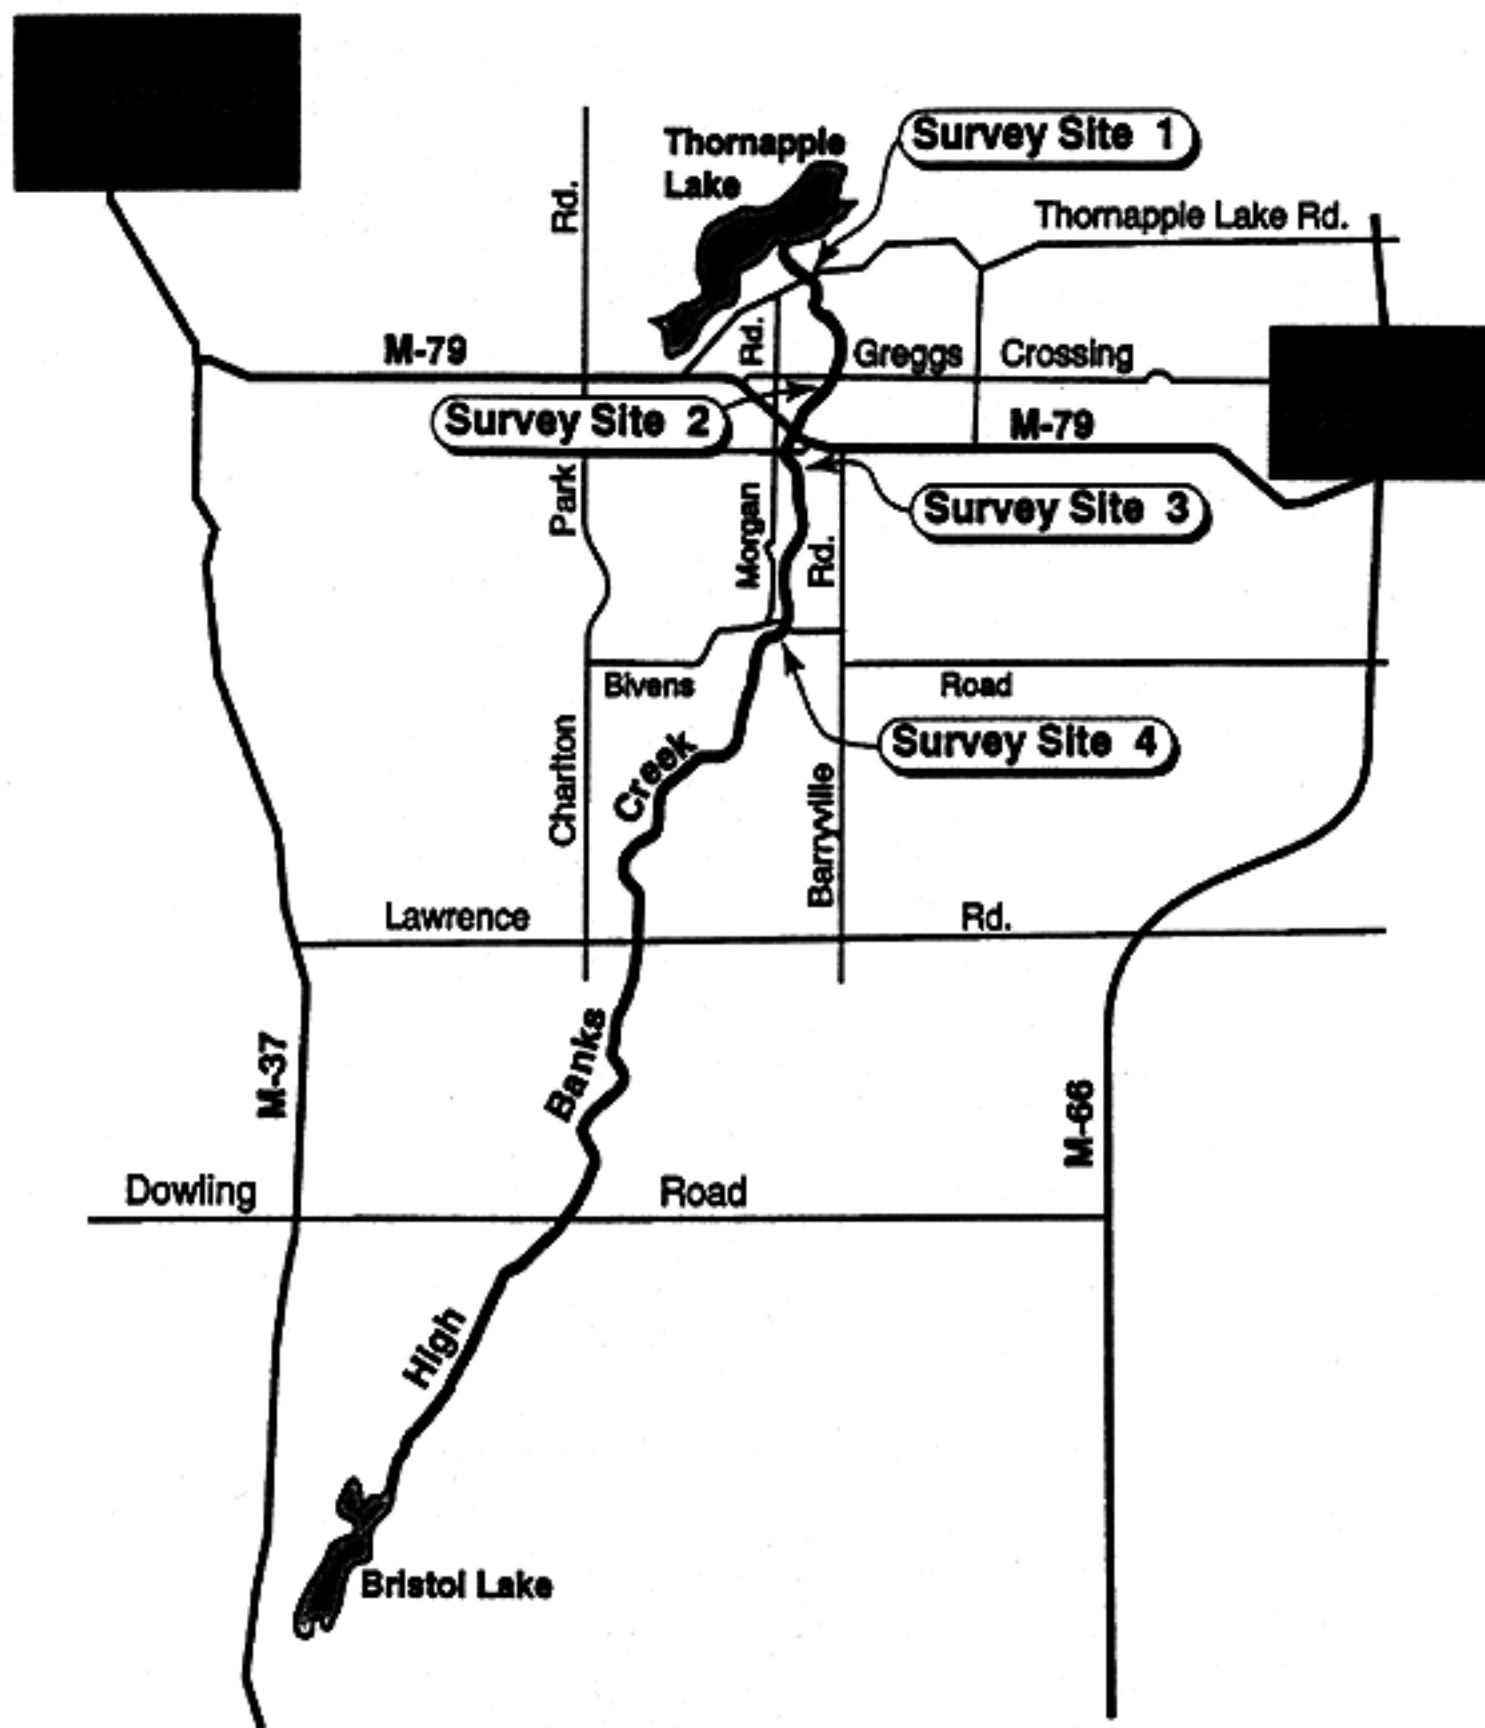 Thornapple
Lake
Survey Site 1
Thornapple Lake Rd.
Rd.
M-79
Rd.
Greggs Crossing
Survey Site 2
M-79
Park
Morgan
Rd.
Survey Site 3
Bivens
Road
Charlton
Creek
Survey Site 4
Barryville
Lawrence
Rd.
Banks
M-37
M-66
Dowling
Road
High
Bristol Lake